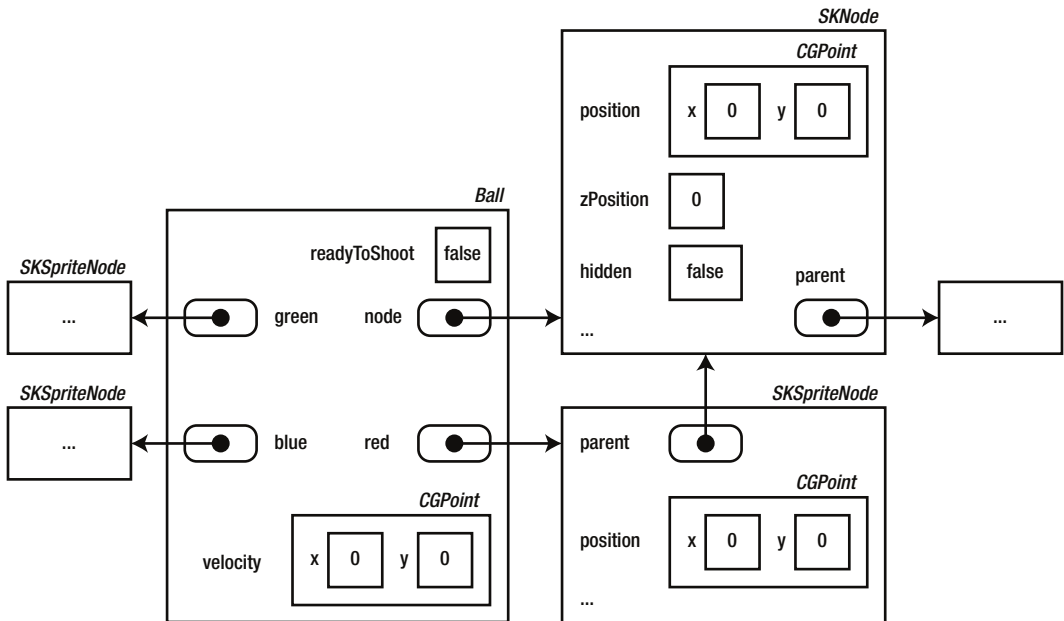 SKNode
CGPoint
position x 0 y 0
zPosition 0
hidden false
parent
...
...
Ball
readyToShoot false
SKSpriteNode
...
green node
SKSpriteNode
...
blue red
CGPoint
velocity x 0 y 0
SKSpriteNode
parent
CGPoint
position x 0 y 0
...